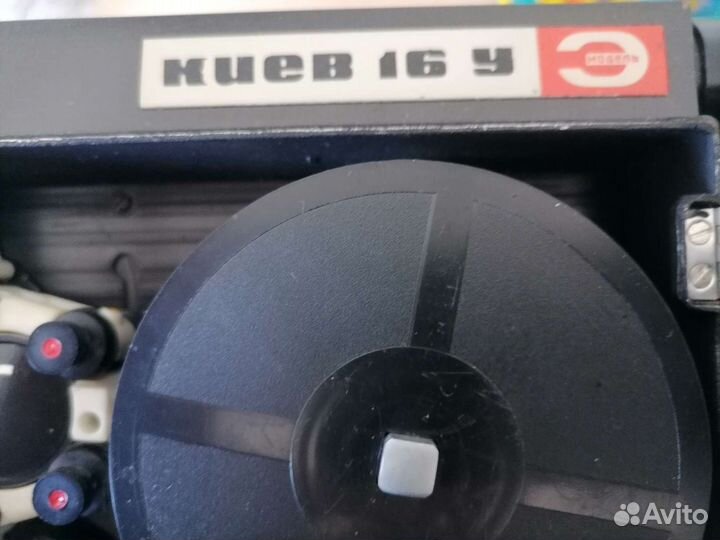 киев 16 У
Э
модель
Avito